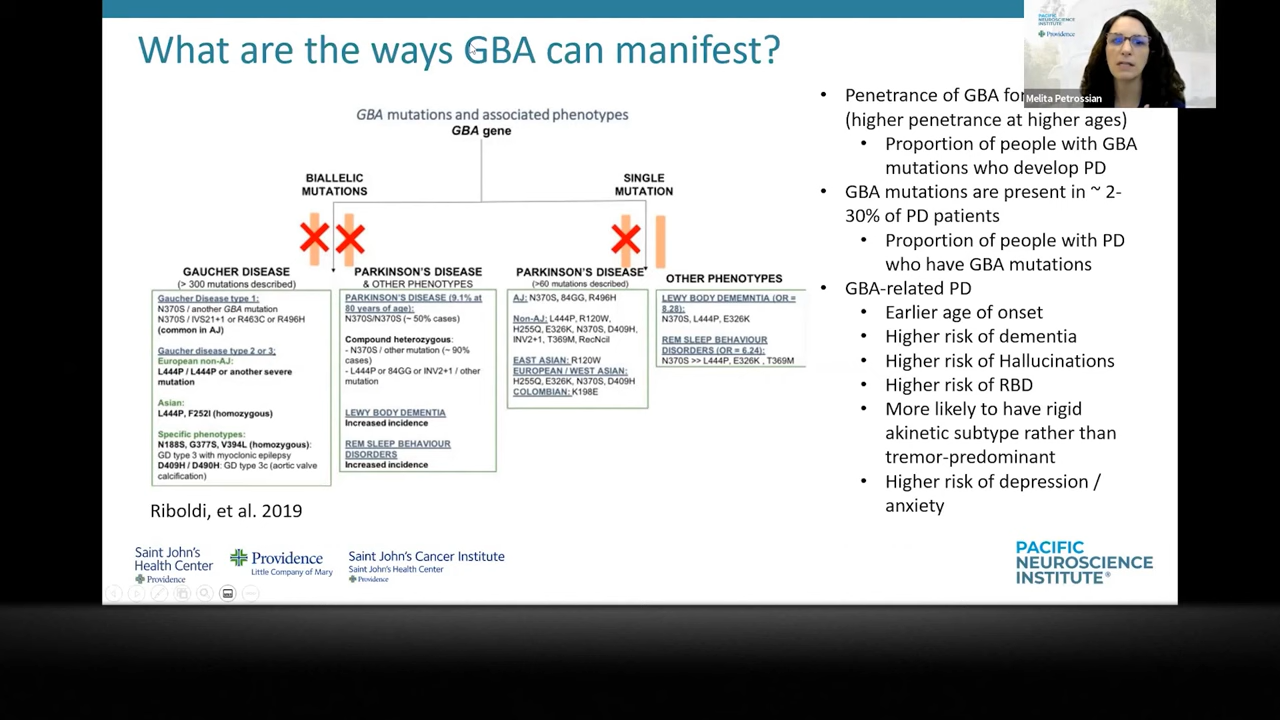 What are the ways GBA can manifest?
PACIFIC
NEUROSCIENCE
INSTITUTE
Providence
Melita Petrossian
GBA mutations and associated phenotypes
GBA gene
BIALLELIC
MUTATIONS
SINGLE
MUTATION
GAUCHER DISEASE
(> 300 mutations described)
Gaucher Disease type 1:
N370S / another GBA mutation
N370S / IVS21+1 or R463C or R496H
(common in AJ)
Gaucher disease type 2 or 3:
European non-AJ:
L444P / L444P or another severe
mutation
Asian:
L444P, F252I (homozygous)
Specific phenotypes:
N188S, G377S, V394L (homozygous):
GD type 3 with myoclonic epilepsy
D409H / D490H: GD type 3c (aortic valve
calcification)
PARKINSON'S DISEASE
& OTHER PHENOTYPES
PARKINSON'S DISEASE (9.1% at
80 years of age):
N370S/N370S (~ 50% cases)
Compound heterozygous:
- N370S / other mutation (~ 90%
cases)
- L444P or 84GG or INV2+1 / other
mutation
LEWY BODY DEMENTIA
Increased incidence
REM SLEEP BEHAVIOUR
DISORDERS
Increased incidence
PARKINSON'S DISEASE
(>60 mutations described)
AJ: N370S, 84GG, R496H
Non-AJ: L444P, R120W,
H255Q, E326K, N370S, D409H,
INV2+1, T369M, RecNcil
EAST ASIAN: R120W
EUROPEAN / WEST ASIAN:
H255Q, E326K, N370S, D409H
COLOMBIAN: K198E
OTHER PHENOTYPES
LEWY BODY DEMEMNTIA (OR =
8.28):
N370S, L444P, E326K
REM SLEEP BEHAVIOUR
DISORDERS (OR = 6.24):
N370S >> L444P, E326K , T369M
Riboldi, et al. 2019
• Penetrance of GBA for
(higher penetrance at higher ages)
• Proportion of people with GBA
mutations who develop PD
• GBA mutations are present in ~ 2-
30% of PD patients
• Proportion of people with PD
who have GBA mutations
• GBA-related PD
• Earlier age of onset
• Higher risk of dementia
• Higher risk of Hallucinations
• Higher risk of RBD
• More likely to have rigid
akinetic subtype rather than
tremor-predominant
• Higher risk of depression /
anxiety
Saint John's
Health Center
Providence
Providence
Little Company of Mary
Saint John's Cancer Institute
Saint John's Health Center
Providence
PACIFIC
NEUROSCIENCE
INSTITUTE®